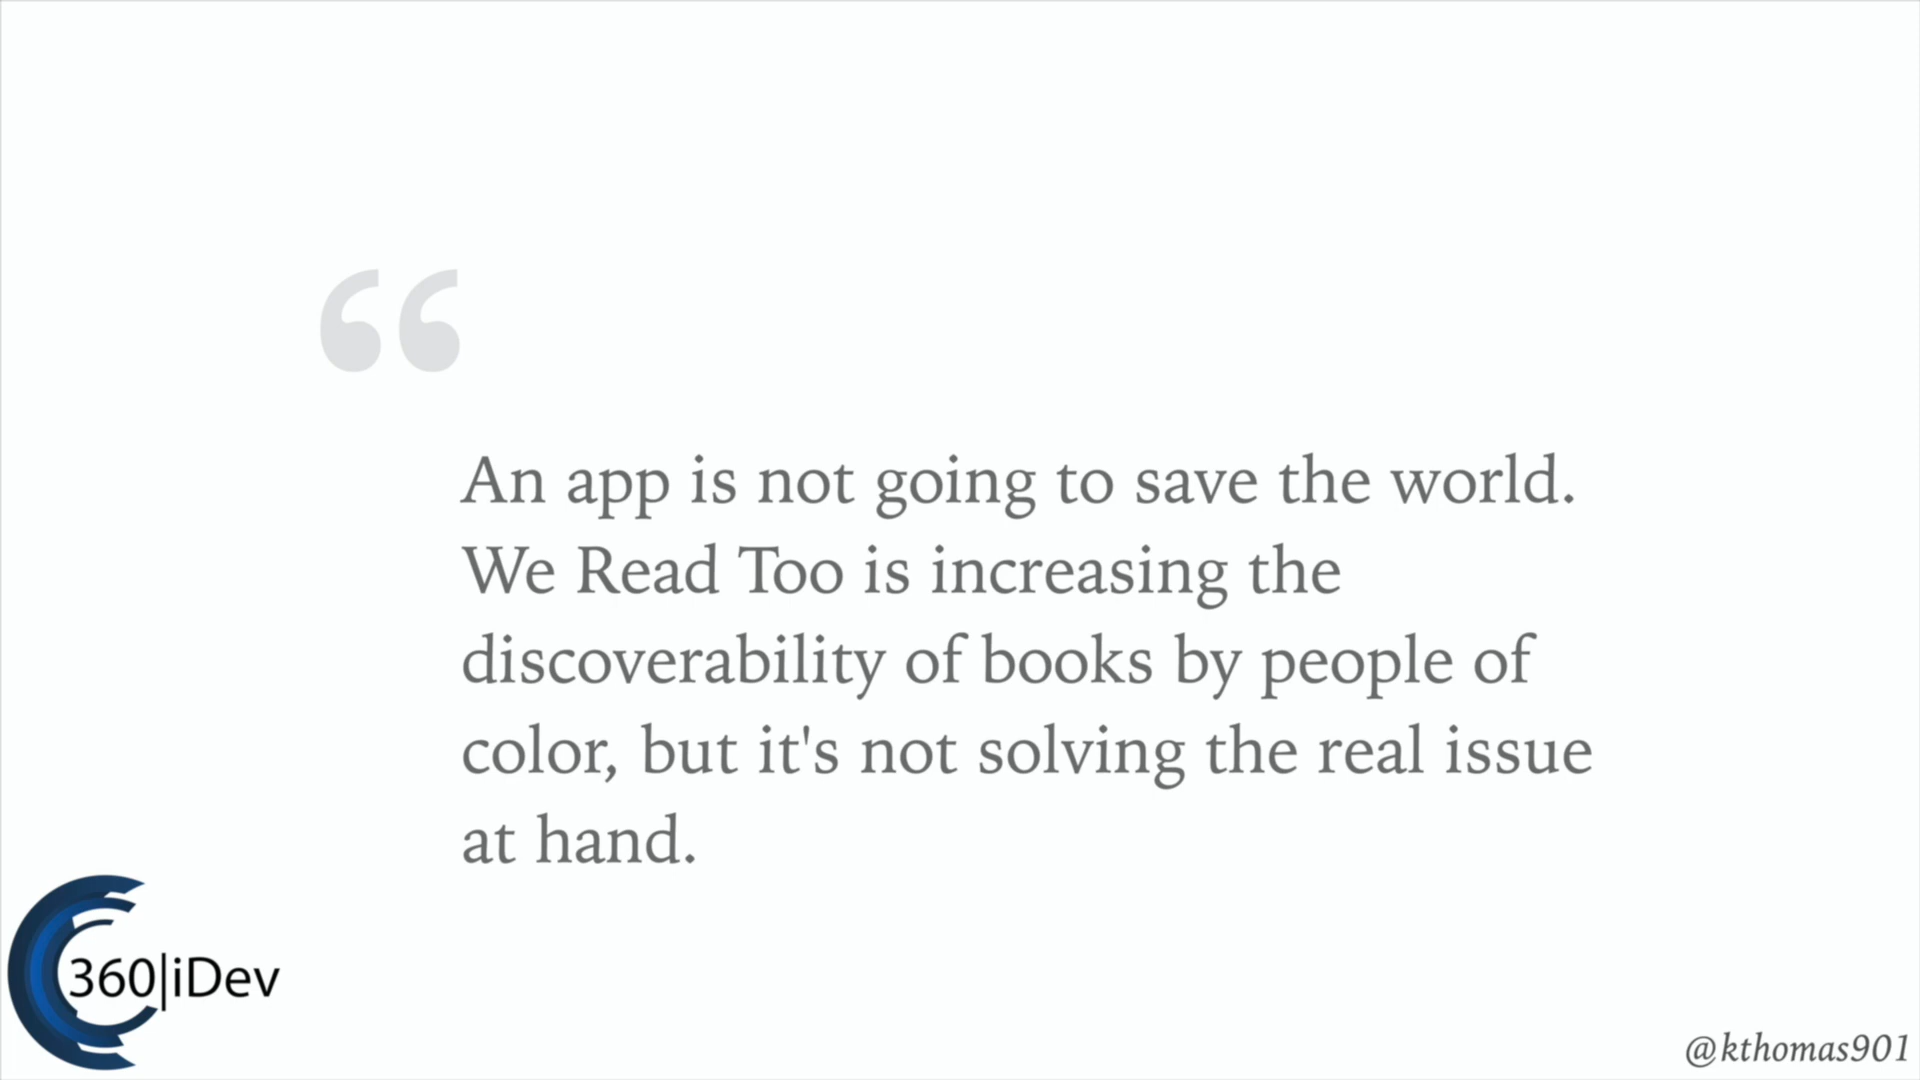 “
An app is not going to save the world.
We Read Too is increasing the
discoverability of books by people of
color, but it's not solving the real issue
at hand.
360|iDev
@kthomas901